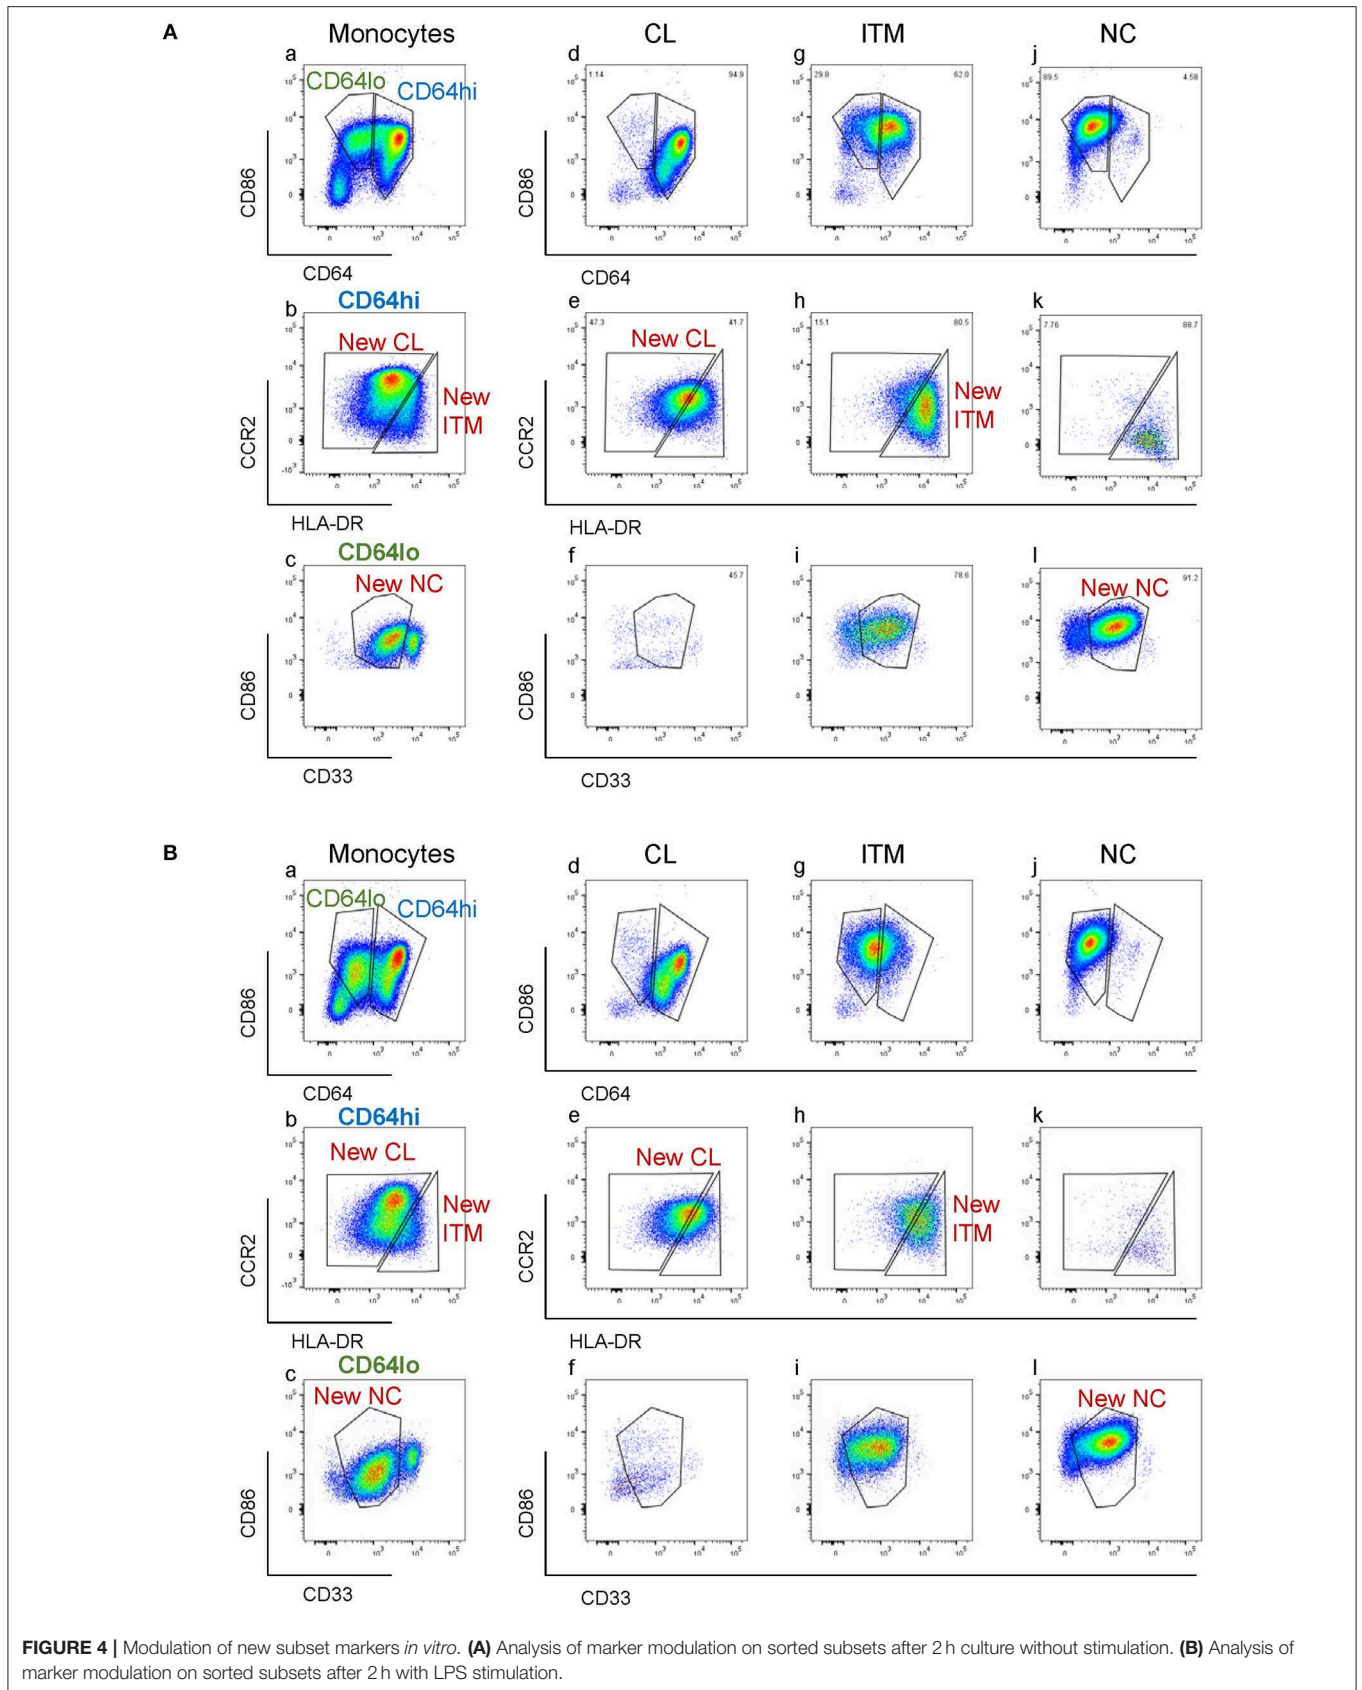 A
Monocytes CL ITM NC
a d g j
CD64lo CD64hi
1.14 94.9
29.8 62.0
89.5 4.58
CD86 CD86
CD64 CD64
CD64hi
b e h k
New CL New ITM
47.3 41.7
New CL
15.1 80.5
New ITM
7.76 88.7
CCR2 CCR2
HLA-DR HLA-DR
CD64lo
c f i l
New NC
45.7
78.6
91.2
New NC
CD86 CD86
CD33 CD33
B
Monocytes CL ITM NC
a d g j
CD64lo CD64hi
CD86 CD86
CD64 CD64
CD64hi
b e h k
New CL New ITM
New CL
New ITM
CCR2 CCR2
HLA-DR HLA-DR
CD64lo
c f i l
New NC
New NC
CD86 CD86
CD33 CD33
FIGURE 4 | Modulation of new subset markers in vitro. (A) Analysis of marker modulation on sorted subsets after 2 h culture without stimulation. (B) Analysis of
marker modulation on sorted subsets after 2 h with LPS stimulation.